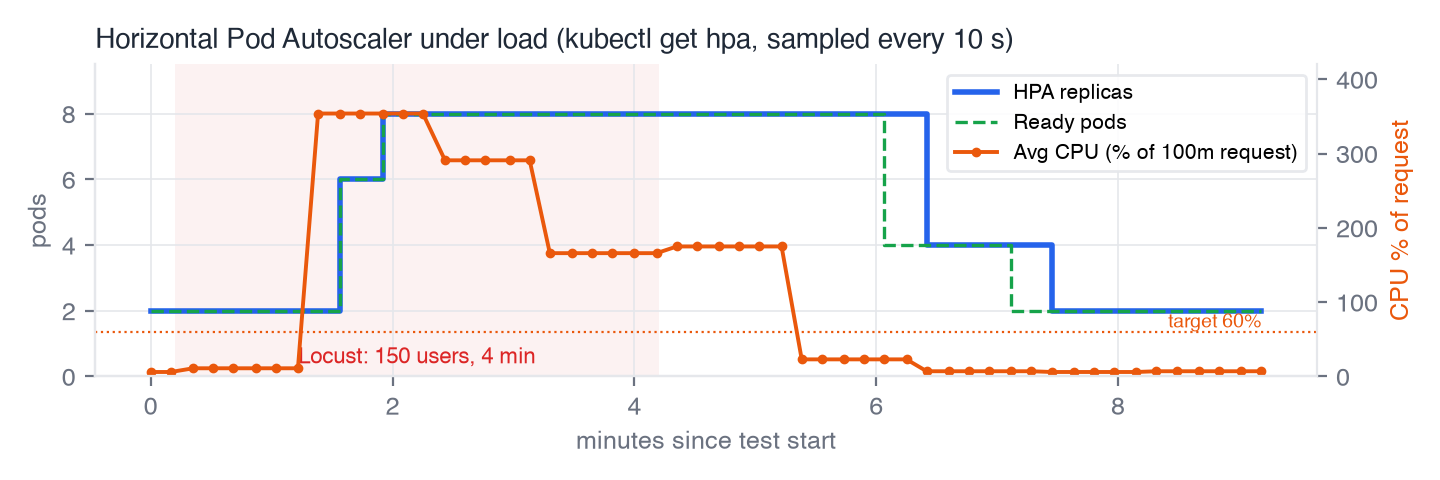 Horizontal Pod Autoscaler under load (kubectl get hpa, sampled every 10 s)
HPA replicas
Ready pods
Avg CPU (% of 100m request)
pods
8
6
4
2
0
400
300
200
100
0
CPU % of request
target 60%
Locust: 150 users, 4 min
0 2 4 6 8
minutes since test start